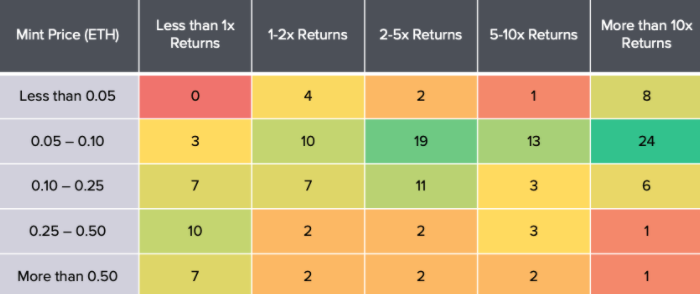 Mint Price (ETH) Less than 1x Returns 1-2x Returns 2-5x Returns 5-10x Returns More than 10x Returns
Less than 0.05 0 4 2 1 8
0.05 – 0.10 3 10 19 13 24
0.10 – 0.25 7 7 11 3 6
0.25 – 0.50 10 2 2 3 1
More than 0.50 7 2 2 2 1